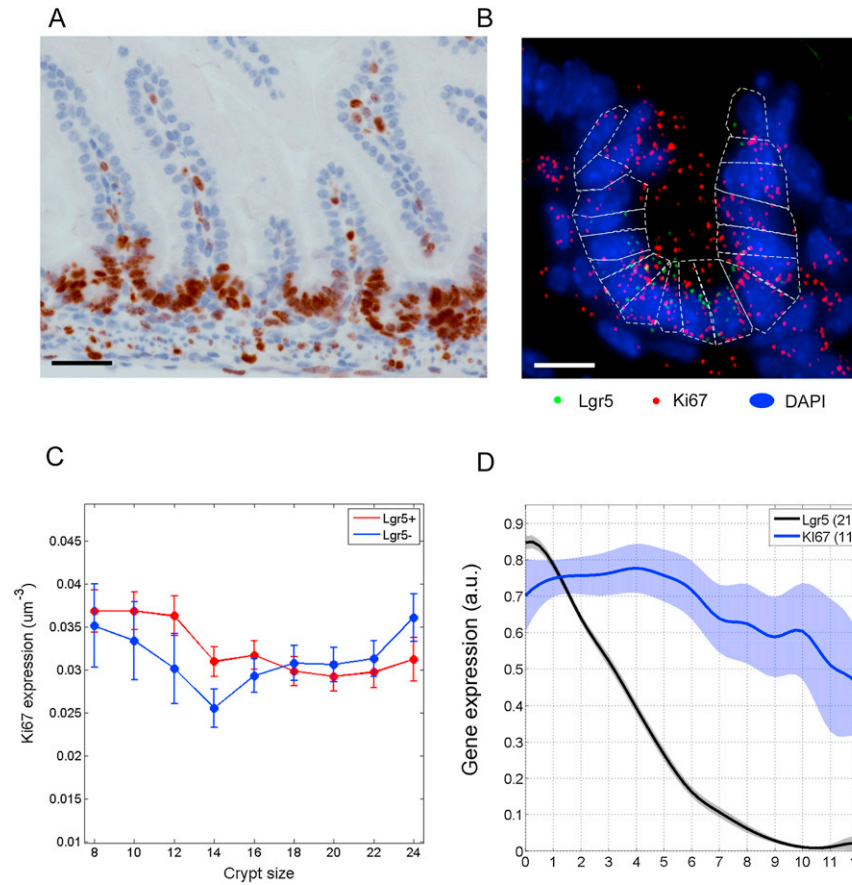 A
B
Lgr5 Ki67 DAPI
C
Ki67 expression (um⁻³)
0.045
0.04
0.035
0.03
0.025
0.02
0.015
0.01
8 10 12 14 16 18 20 22 24
Crypt size
Lgr5+
Lgr5-
D
Gene expression (a.u.)
0.9
0.8
0.7
0.6
0.5
0.4
0.3
0.2
0.1
0
0 1 2 3 4 5 6 7 8 9 10 11
Lgr5 (21
KI67 (11